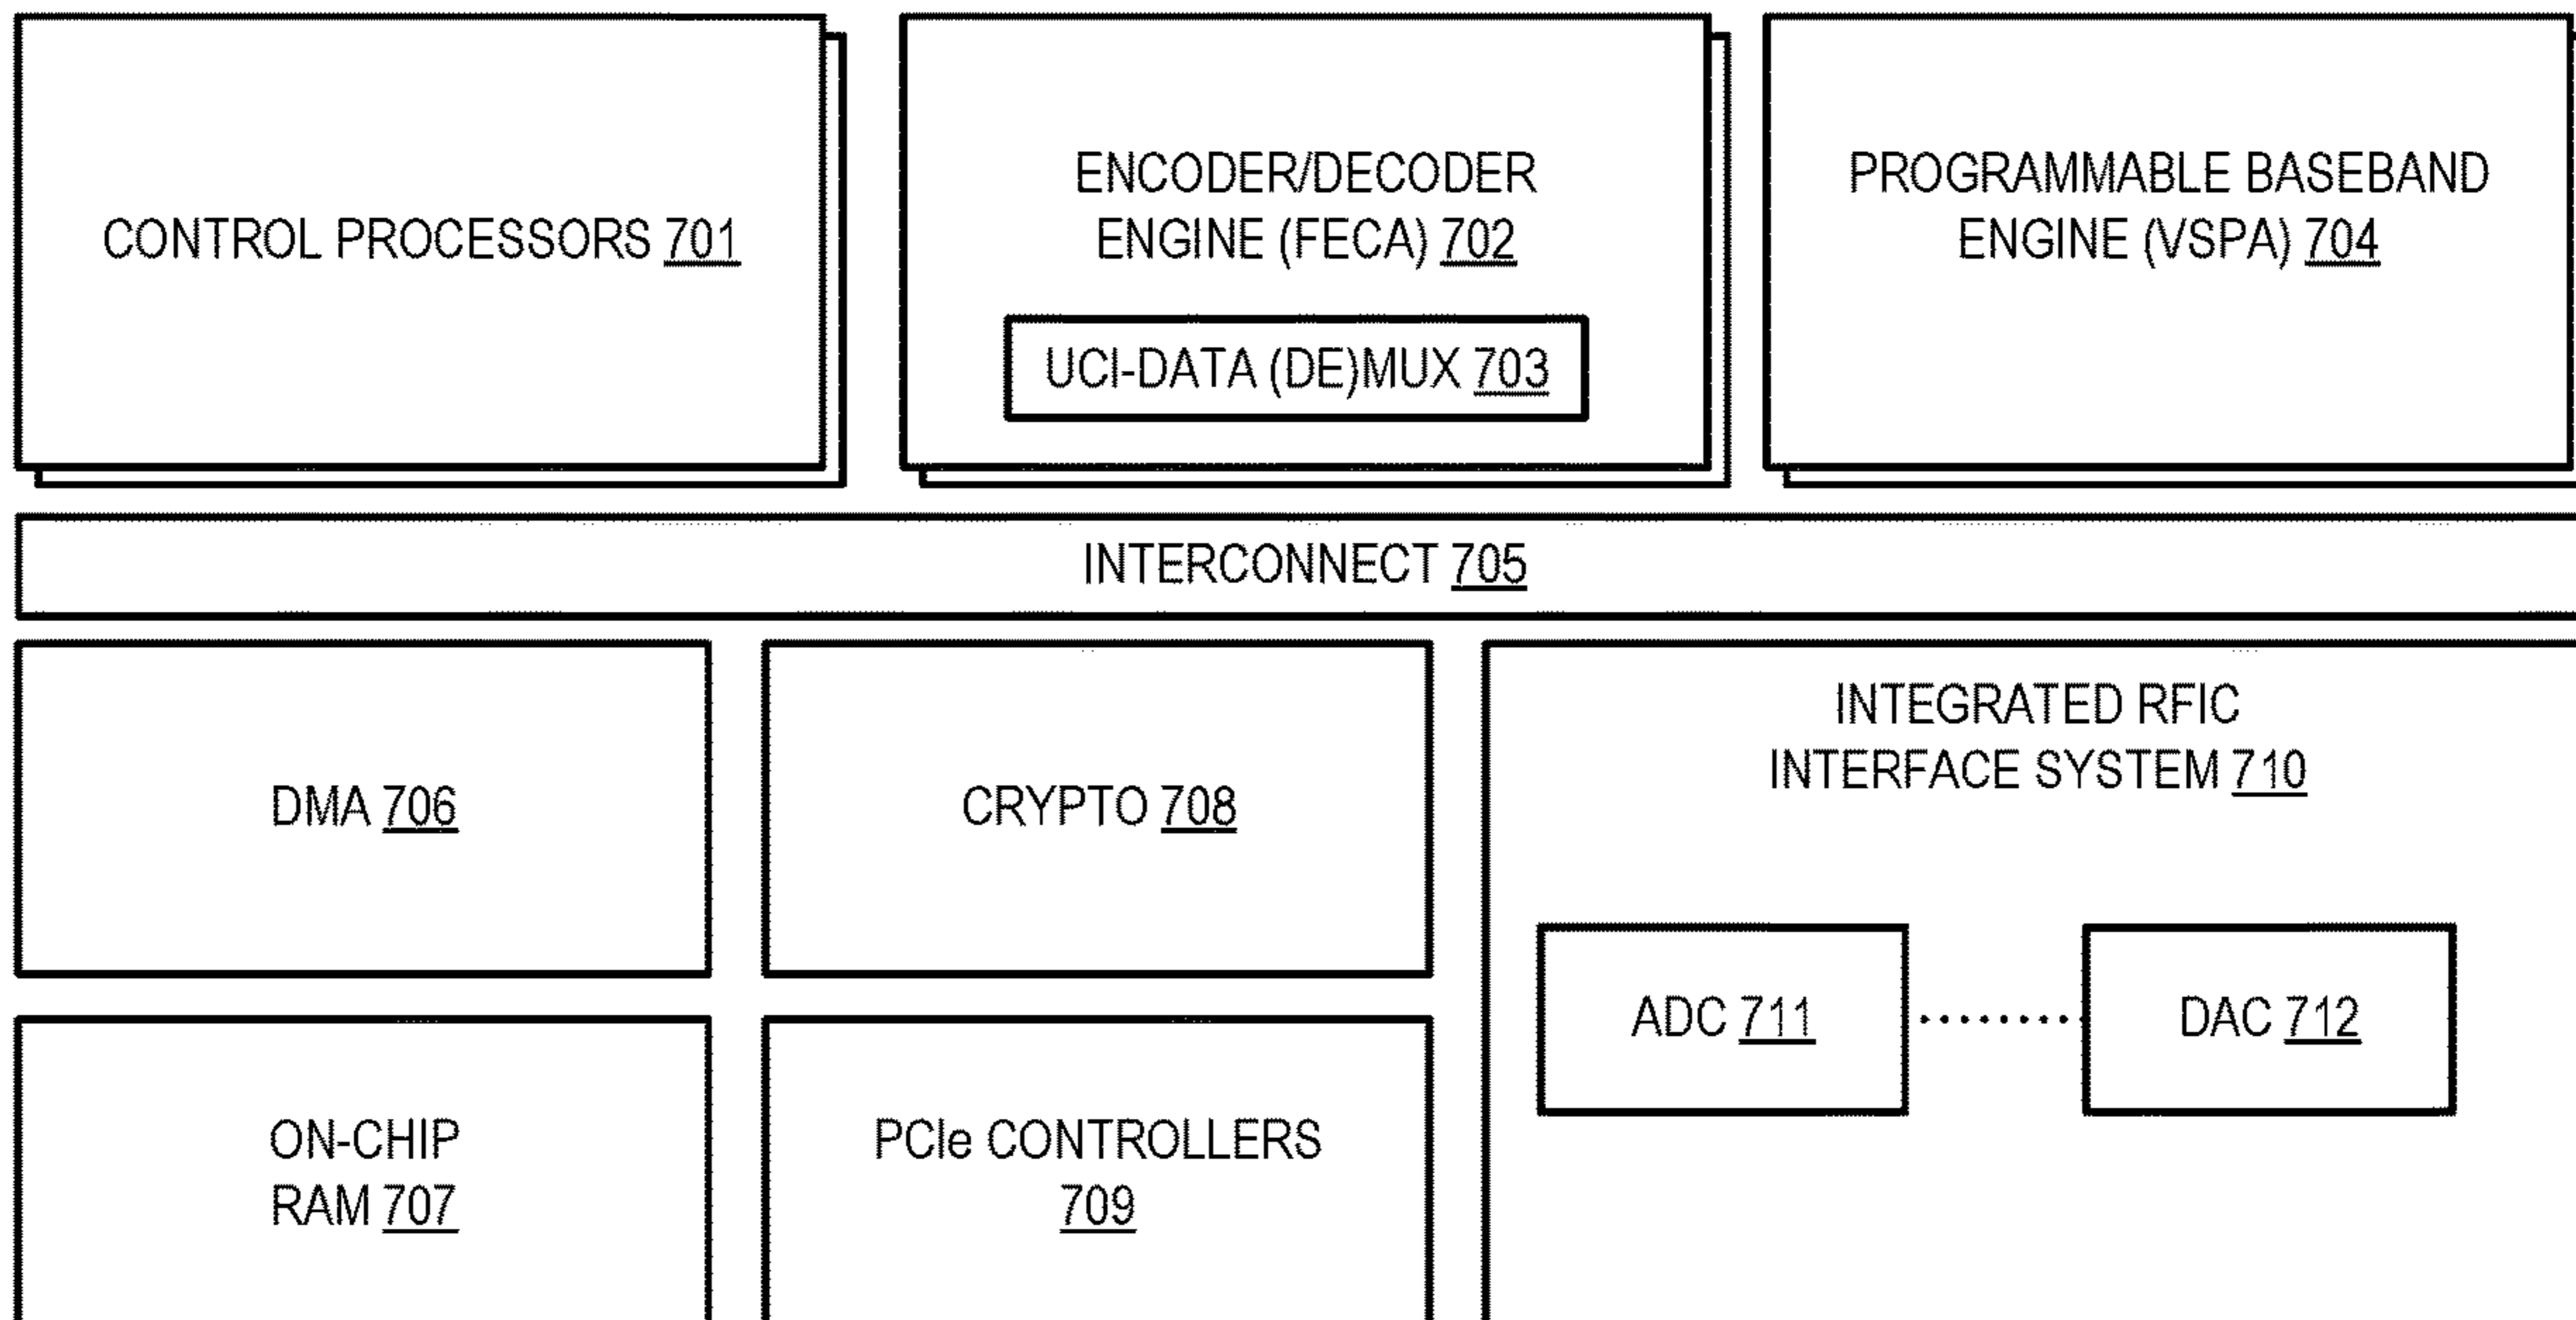 CONTROL PROCESSORS 701
ENCODER/DECODER
ENGINE (FECA) 702
UCI-DATA (DE)MUX 703
PROGRAMMABLE BASEBAND
ENGINE (VSPA) 704
INTERCONNECT 705
DMA 706
CRYPTO 708
INTEGRATED RFIC
INTERFACE SYSTEM 710
ADC 711
DAC 712
ON-CHIP
RAM 707
PCIe CONTROLLERS
709